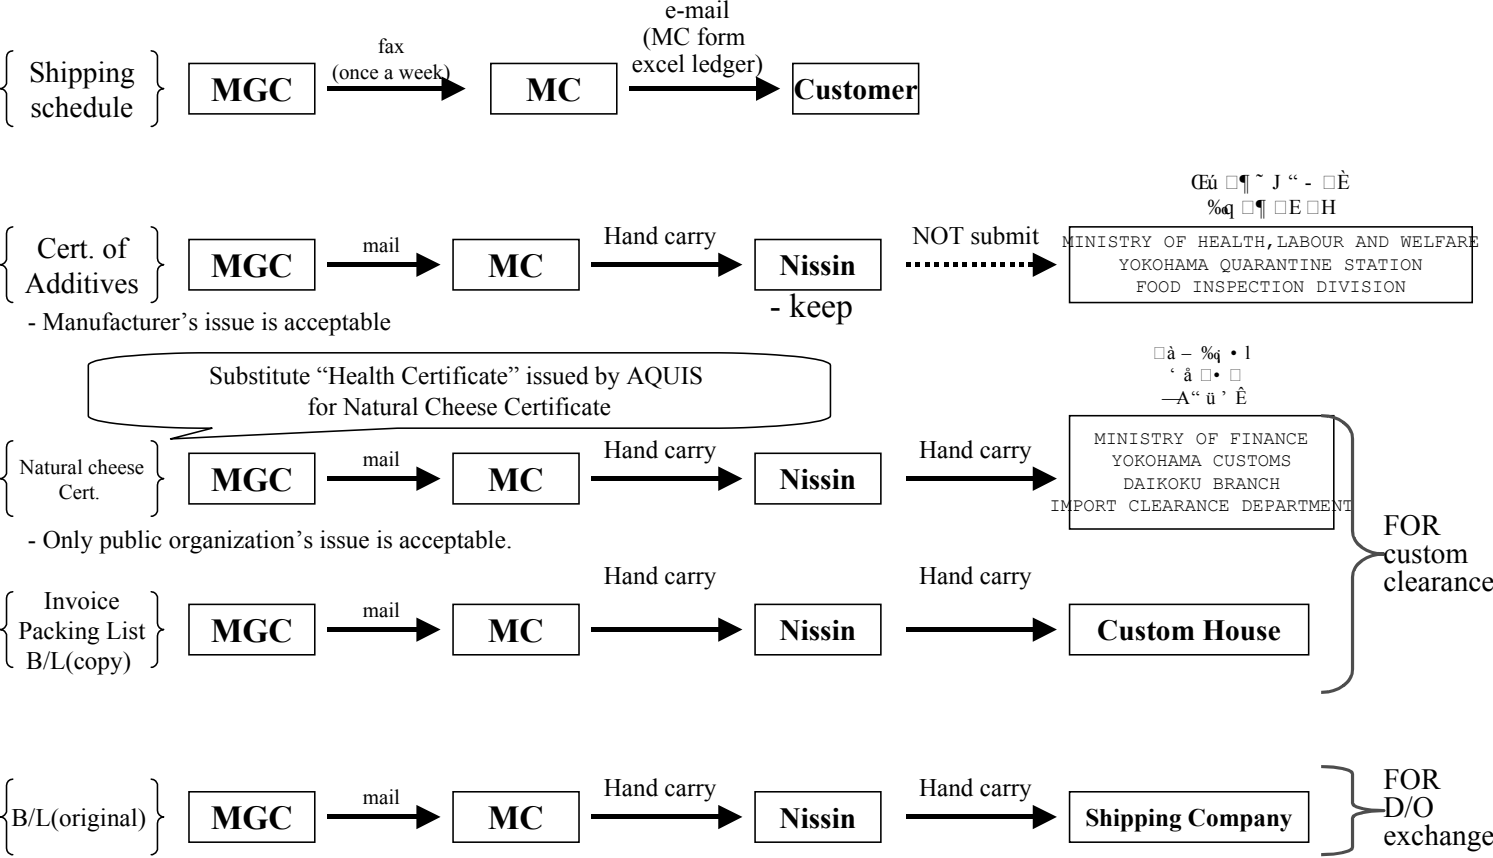 Shipping
schedule
MGC
fax
(once a week)
MC
e-mail
(MC form
excel ledger)
Customer
Cert. of
Additives
MGC
mail
MC
Hand carry
Nissin
- keep
NOT submit
MINISTRY OF HEALTH,LABOUR AND WELFARE
YOKOHAMA QUARANTINE STATION
FOOD INSPECTION DIVISION
- Manufacturer’s issue is acceptable
Substitute “Health Certificate” issued by AQUIS
for Natural Cheese Certificate
Natural cheese
Cert.
MGC
mail
MC
Hand carry
Nissin
Hand carry
MINISTRY OF FINANCE
YOKOHAMA CUSTOMS
DAIKOKU BRANCH
IMPORT CLEARANCE DEPARTMENT
- Only public organization’s issue is acceptable.
Invoice
Packing List
B/L(copy)
MGC
mail
MC
Hand carry
Nissin
Hand carry
Custom House
FOR
custom
clearance
B/L(original)
MGC
mail
MC
Hand carry
Nissin
Hand carry
Shipping Company
FOR
D/O
exchange